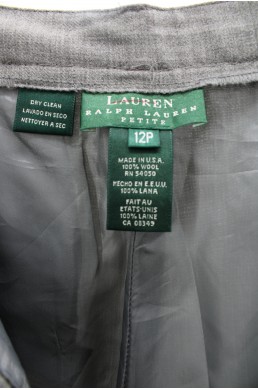 DRY CLEAN
LAVADO EN SECO
NETTOYER A SEC
LAUREN
RALPH LAUREN
PETITE
12P
MADE IN U.S.A.
100% WOOL
RN 54050
HECHO EN E.E.U.U.
100% LANA
FAIT AU
ETATS-UNIS
100% LAINE
CA 08349